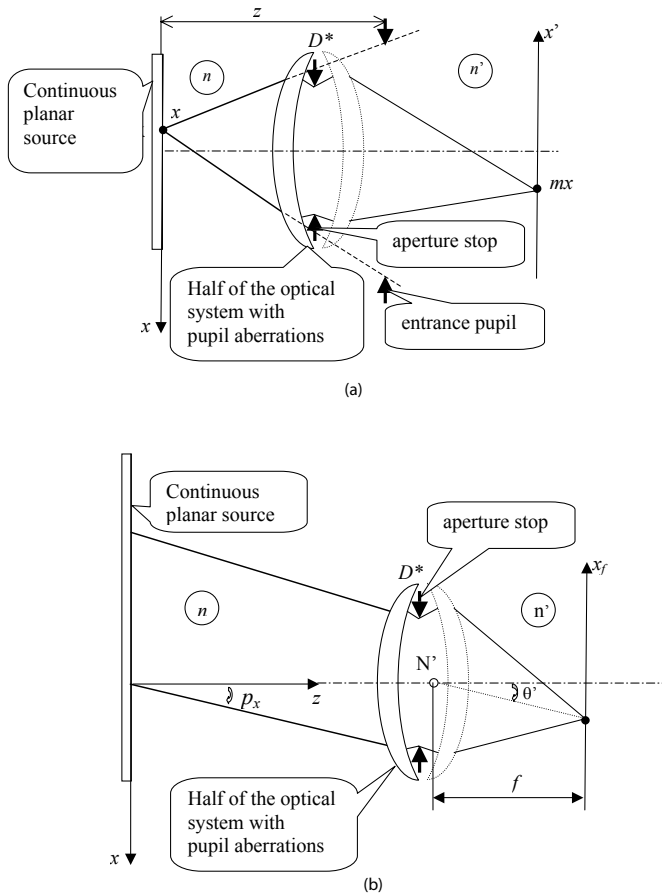 z
D*
x'
n
n'
Continuous
planar
source
x
mx
aperture stop
Half of the optical
system with
pupil aberrations
entrance pupil
x
(a)
Continuous
planar source
aperture stop
D*
x_f
n
n'
N'
θ'
p_x
z
f
Half of the optical
system with
pupil aberrations
x
(b)